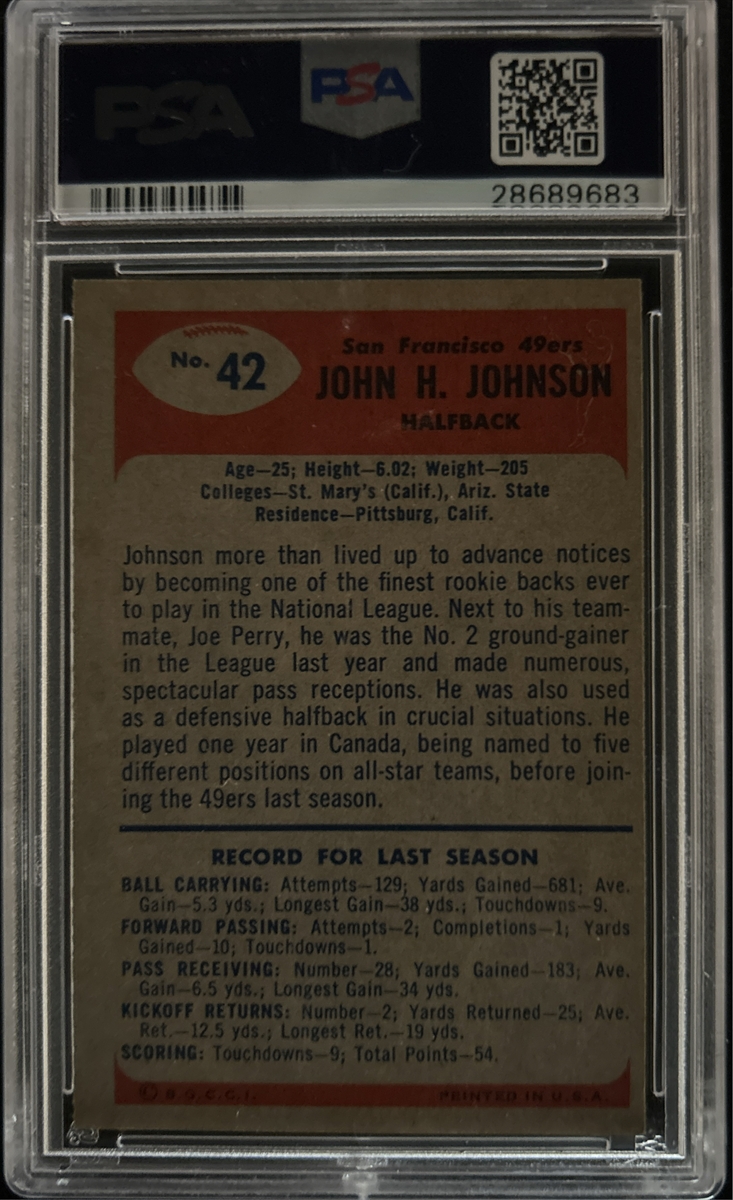 PSA
PSA
28689683
No. 42
San Francisco 49ers
JOHN H. JOHNSON
HALFBACK
Age—25; Height—6.02; Weight—205
Colleges—St. Mary's (Calif.), Ariz. State
Residence—Pittsburg, Calif.
Johnson more than lived up to advance notices
by becoming one of the finest rookie backs ever
to play in the National League. Next to his team-
mate, Joe Perry, he was the No. 2 ground-gainer
in the League last year and made numerous,
spectacular pass receptions. He was also used
as a defensive halfback in crucial situations. He
played one year in Canada, being named to five
different positions on all-star teams, before join-
ing the 49ers last season.
RECORD FOR LAST SEASON
BALL CARRYING: Attempts—129; Yards Gained—681; Ave.
Gain—5.3 yds.; Longest Gain—38 yds.; Touchdowns—9.
FORWARD PASSING: Attempts—2; Completions—1; Yards
Gained—10; Touchdowns—1.
PASS RECEIVING: Number—28; Yards Gained—183; Ave.
Gain—6.5 yds.; Longest Gain—34 yds.
KICKOFF RETURNS: Number—2; Yards Returned—25; Ave.
Ret.—12.5 yds.; Longest Ret.—19 yds.
SCORING: Touchdowns—9; Total Points—54.
© B.G.C.C.I. PRINTED IN U.S.A.